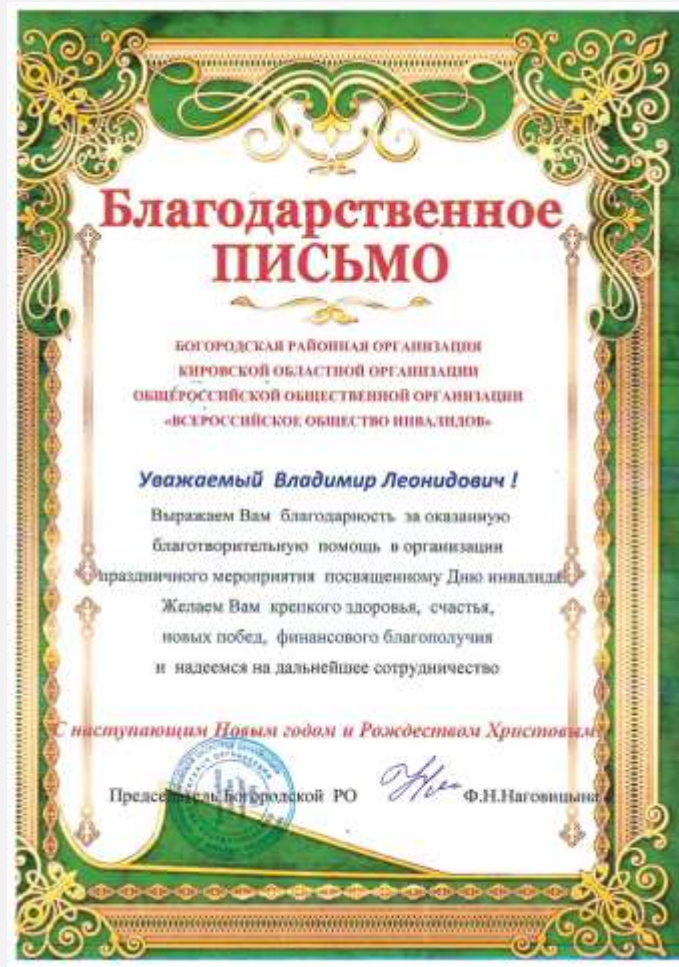 Благодарственное
ПИСЬМО
БОГОРОДСКАЯ РАЙОННАЯ ОРГАНИЗАЦИЯ
КИРОВСКОЙ ОБЛАСТНОЙ ОРГАНИЗАЦИИ
ОБЩЕРОССИЙСКОЙ ОБЩЕСТВЕННОЙ ОРГАНИЗАЦИИ
«ВСЕРОССИЙСКОЕ ОБЩЕСТВО ИНВАЛИДОВ»
Уважаемый Владимир Леонидович !
Выражаем Вам благодарность за оказанную
благотворительную помощь в организации
праздничного мероприятия посвященному Дню инвалида.
Желаем Вам крепкого здоровья, счастья,
новых побед, финансового благополучия
и надеемся на дальнейшее сотрудничество
С наступающим Новым годом и Рождеством Христовым!
Председатель Богородской РО Ф.Н.Наговицына